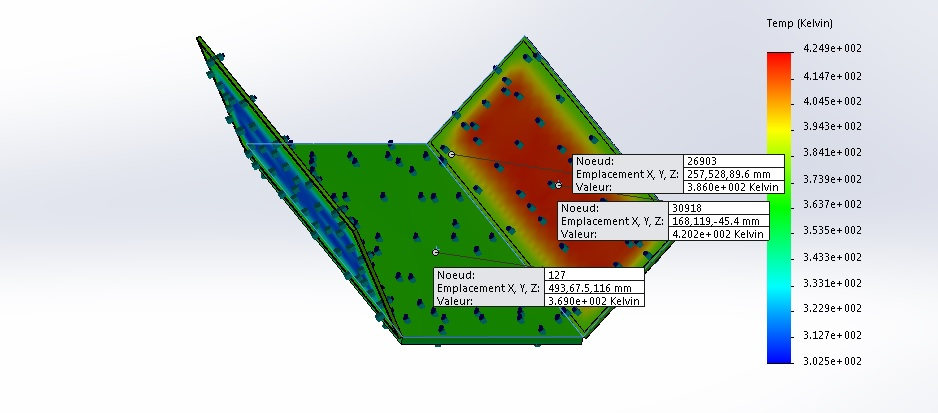 Temp (Kelvin)
4.249e+002
4.147e+002
4.045e+002
3.943e+002
3.841e+002
3.739e+002
3.637e+002
3.535e+002
3.433e+002
3.331e+002
3.229e+002
3.127e+002
3.025e+002
Noeud: 26903
Emplacement X, Y, Z: 257,528,89.6 mm
Valeur: 3.860e+002 Kelvin
Noeud: 30918
Emplacement X, Y, Z: 168,119,-45.4 mm
Valeur: 4.202e+002 Kelvin
Noeud: 127
Emplacement X, Y, Z: 493,67.5,116 mm
Valeur: 3.690e+002 Kelvin